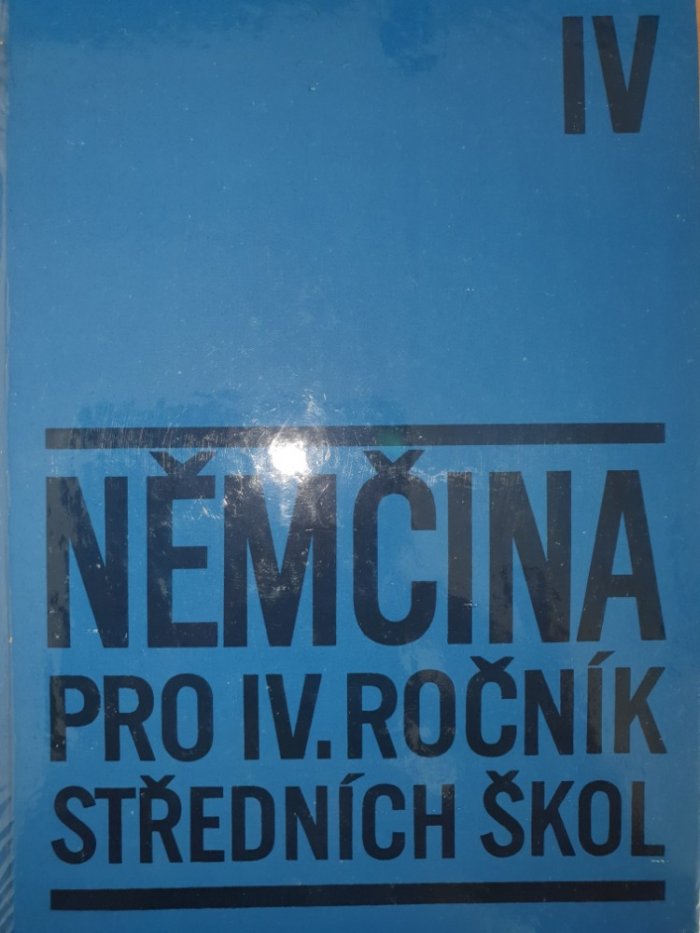 IV
NĚMČINA
PRO IV. ROČNÍK
STŘEDNÍCH ŠKOL